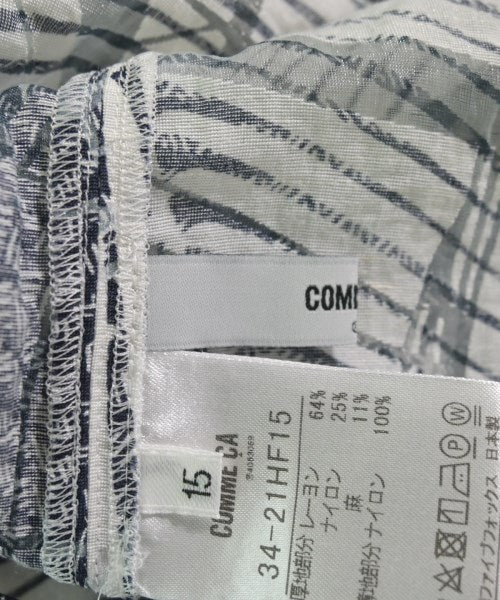 COMM
15
COMME CA
34-21HF15
厚地部分 レーヨン 64%
ナイロン 25%
麻 11%
薄地部分 ナイロン 100%
P W
ファイブフォックス 日本製